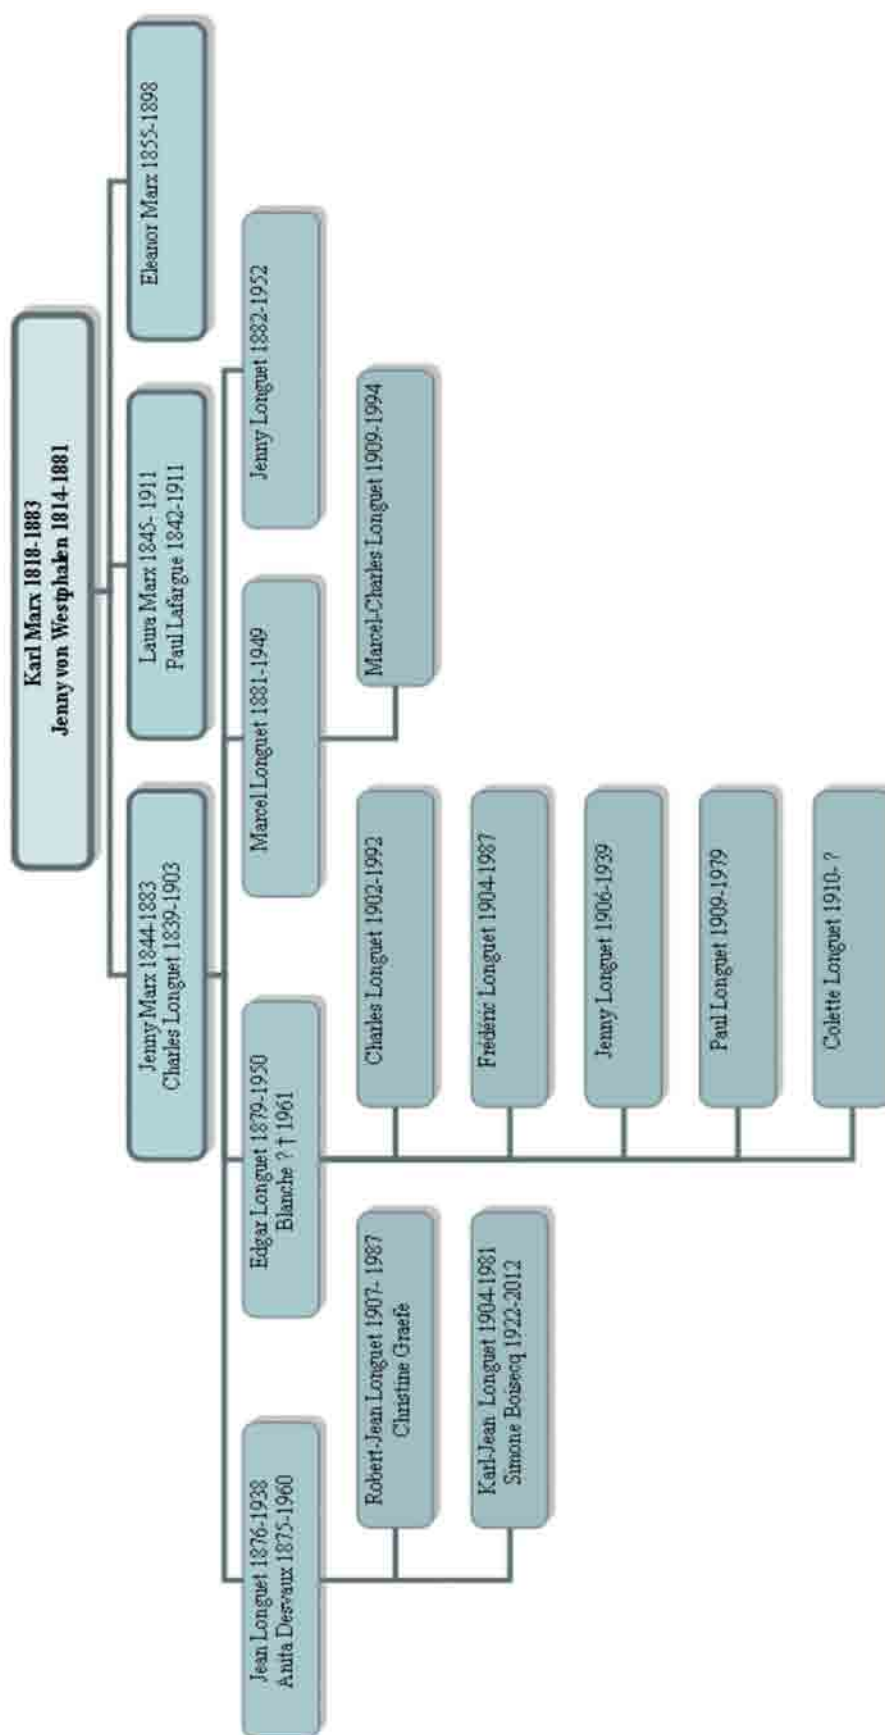 Karl Marx 1818-1883
Jenny von Westphalen 1814-1881
Jenny Marx 1844-1883
Charles Longuet 1839-1903
Laura Marx 1845- 1911
Paul Lafargue 1842-1911
Eleanor Marx 1855-1898
Jean Longuet 1876-1938
Anita Desvaux 1875-1960
Edgar Longuet 1879-1950
Blanche ? † 1961
Marcel Longuet 1881-1949
Jenny Longuet 1882-1952
Robert-Jean Longuet 1907- 1987
Christine Graefe
Karl-Jean Longuet 1904-1981
Simone Boisecq 1922-2012
Charles Longuet 1902-1992
Frédéric Longuet 1904-1987
Jenny Longuet 1906-1939
Paul Longuet 1909-1979
Colette Longuet 1910- ?
Marcel-Charles Longuet 1909-1994